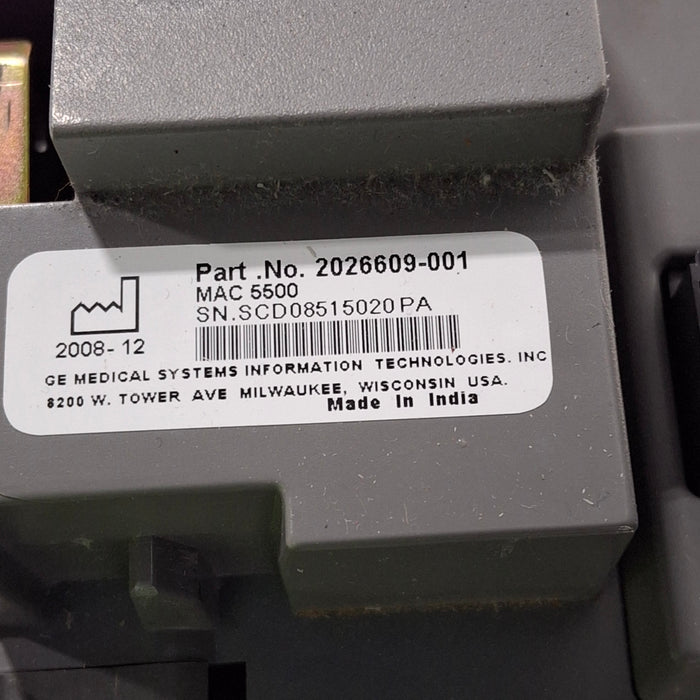 Part .No. 2026609-001
MAC 5500
SN.SCD08515020PA
2008-12
GE MEDICAL SYSTEMS INFORMATION TECHNOLOGIES. INC
8200 W. TOWER AVE MILWAUKEE, WISCONSIN USA.
Made In India